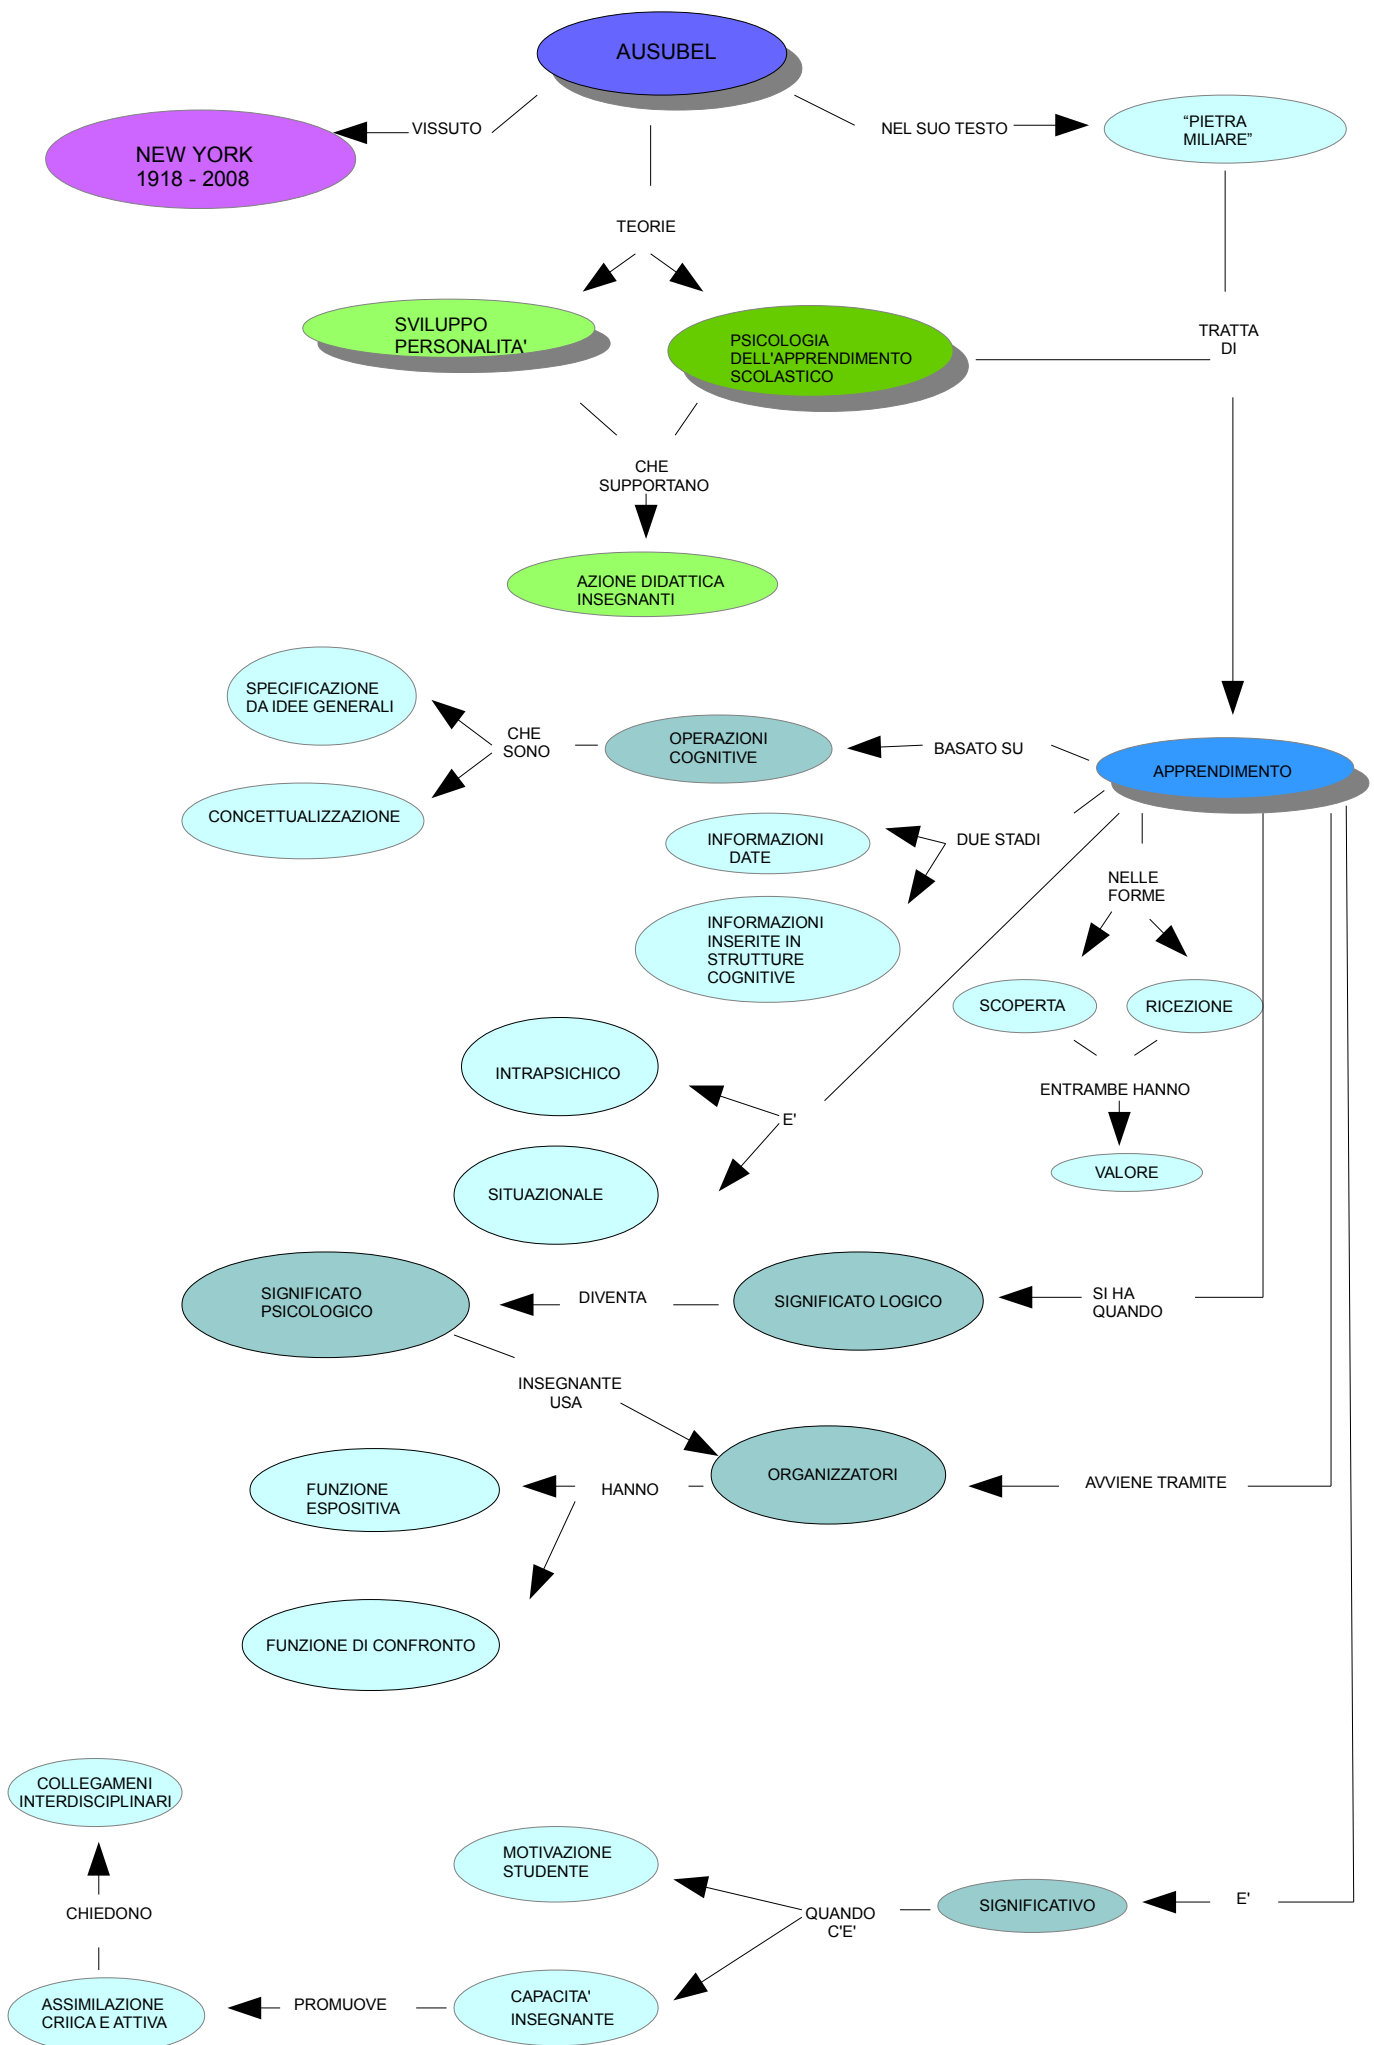 AUSUBEL
VISSUTO
NEL SUO TESTO
“PIETRA
MILIARE”
NEW YORK
1918 - 2008
TEORIE
SVILUPPO
PERSONALITA'
PSICOLOGIA
DELL'APPRENDIMENTO
SCOLASTICO
TRATTA
DI
CHE
SUPPORTANO
AZIONE DIDATTICA
INSEGNANTI
SPECIFICAZIONE
DA IDEE GENERALI
CHE
SONO
OPERAZIONI
COGNITIVE
BASATO SU
APPRENDIMENTO
CONCETTUALIZZAZIONE
INFORMAZIONI
DATE
DUE STADI
NELLE
FORME
INFORMAZIONI
INSERITE IN
STRUTTURE
COGNITIVE
SCOPERTA
RICEZIONE
INTRAPSICHICO
E'
ENTRAMBE HANNO
VALORE
SITUAZIONALE
SIGNIFICATO
PSICOLOGICO
DIVENTA
SIGNIFICATO LOGICO
SI HA
QUANDO
INSEGNANTE
USA
FUNZIONE
ESPOSITIVA
HANNO
ORGANIZZATORI
AVVIENE TRAMITE
FUNZIONE DI CONFRONTO
COLLEGAMENI
INTERDISCIPLINARI
MOTIVAZIONE
STUDENTE
CHIEDONO
QUANDO
C'E'
SIGNIFICATIVO
E'
ASSIMILAZIONE
CRIICA E ATTIVA
PROMUOVE
CAPACITA'
INSEGNANTE